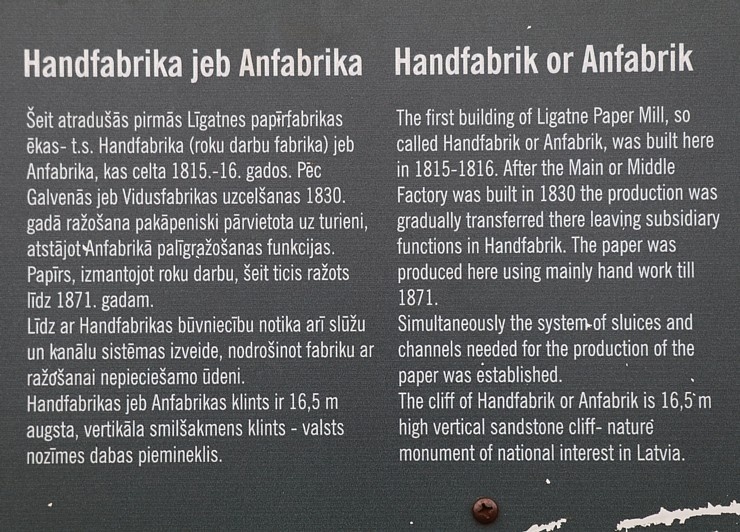 Handfabrika jeb Anfabrika
Šeit atradušās pirmās Līgatnes papīrfabrikas
ēkas- t.s. Handfabrika (roku darbu fabrika) jeb
Anfabrika, kas celta 1815.-16. gados. Pēc
Galvenās jeb Vidusfabrikas uzcelšanas 1830.
gadā ražošana pakāpeniski pārvietota uz turieni,
atstājot Anfabrikā palīgražošanas funkcijas.
Papīrs, izmantojot roku darbu, šeit ticis ražots
līdz 1871. gadam.
Līdz ar Handfabrikas būvniecību notika arī slūžu
un kanālu sistēmas izveide, nodrošinot fabriku ar
ražošanai nepieciešamo ūdeni.
Handfabrikas jeb Anfabrikas klints ir 16,5 m
augsta, vertikāla smilšakmens klints - valsts
nozīmes dabas piemineklis.
Handfabrik or Anfabrik
The first building of Ligatne Paper Mill, so
called Handfabrik or Anfabrik, was built here
in 1815-1816. After the Main or Middle
Factory was built in 1830 the production was
gradually transferred there leaving subsidiary
functions in Handfabrik. The paper was
produced here using mainly hand work till
1871.
Simultaneously the system of sluices and
channels needed for the production of the
paper was established.
The cliff of Handfabrik or Anfabrik is 16,5 m
high vertical sandstone cliff- nature
monument of national interest in Latvia.